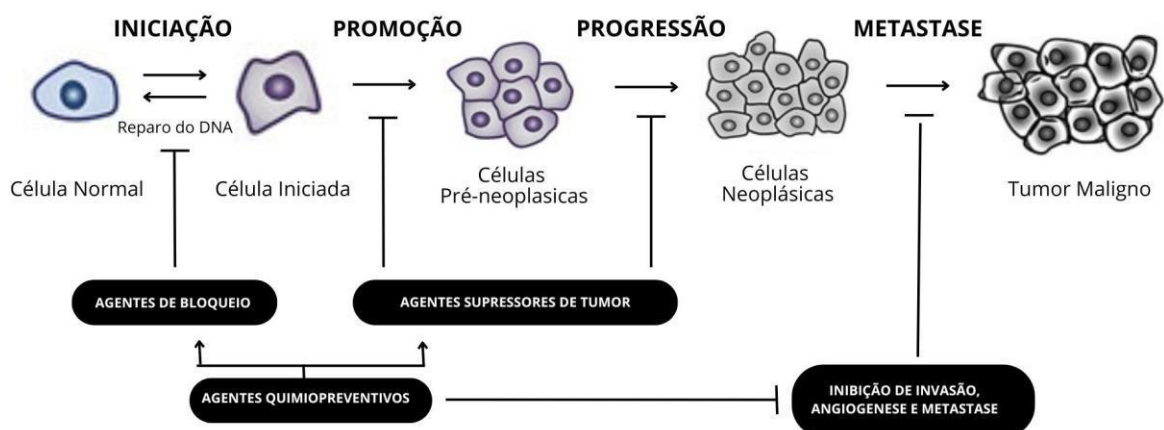 INICIAÇÃO
PROMOÇÃO
PROGRESSÃO
METASTASE
Reparo do DNA
Célula Normal
Célula Iniciada
Células
Pré-neoplasicas
Células
Neoplásicas
Tumor Maligno
AGENTES DE BLOQUEIO
AGENTES SUPRESSORES DE TUMOR
AGENTES QUIMIOPREVENTIVOS
INIBIÇÃO DE INVASÃO,
ANGIOGENESE E METASTASE